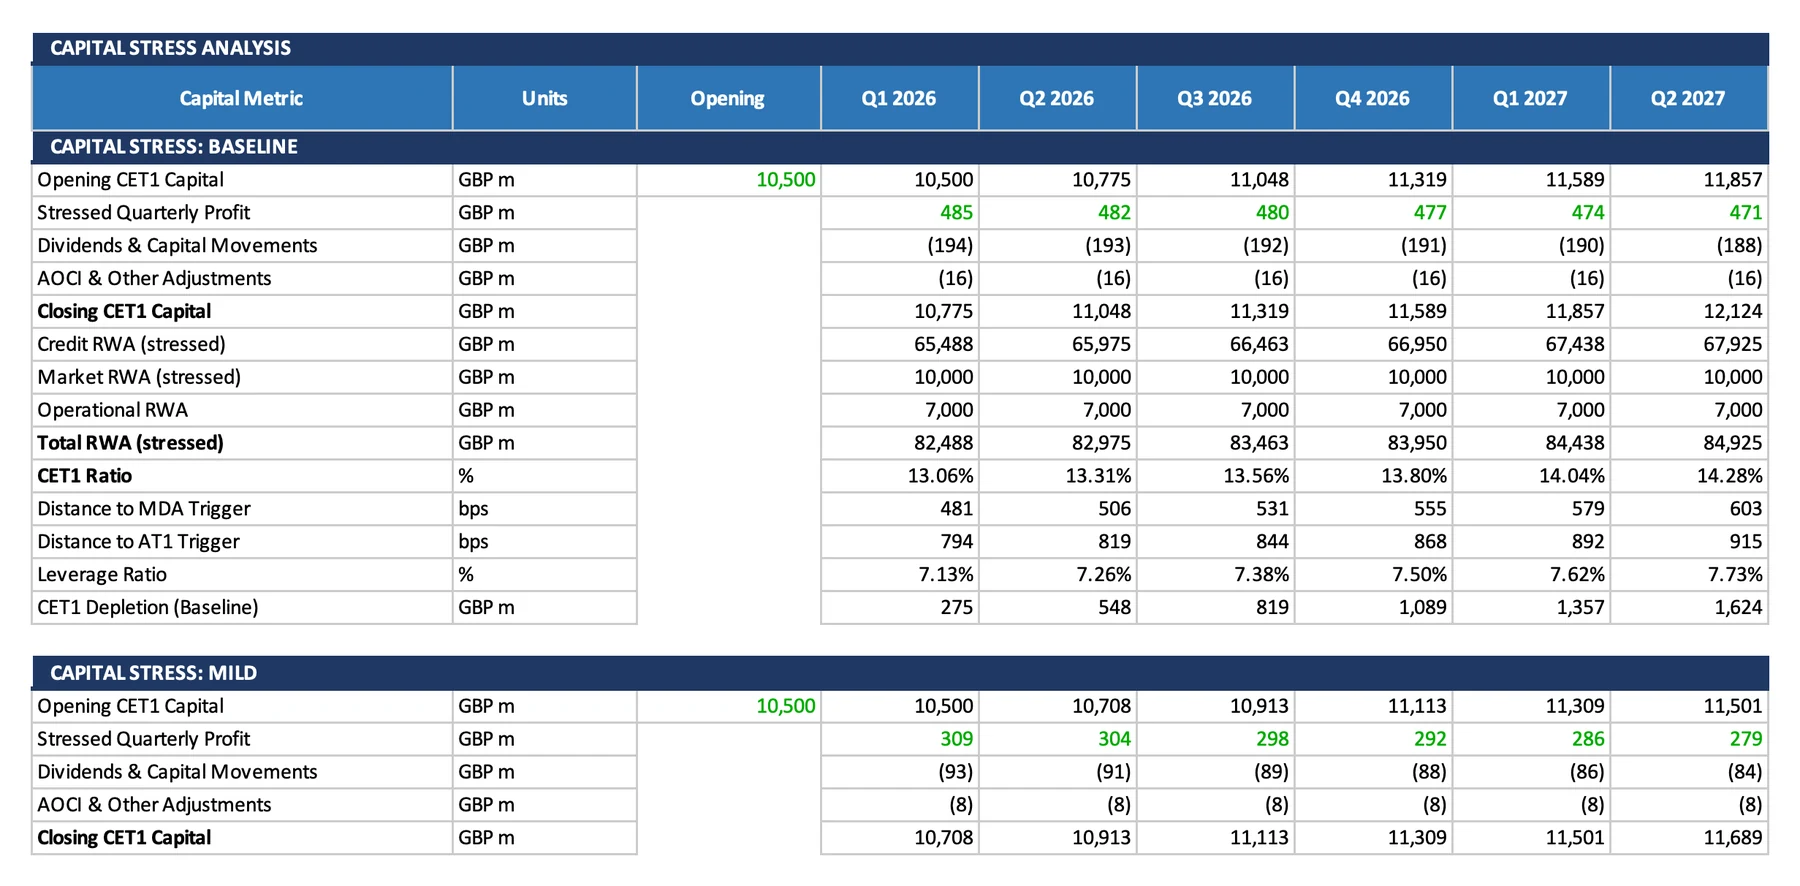 CAPITAL STRESS ANALYSIS
Capital Metric Units Opening Q1 2026 Q2 2026 Q3 2026 Q4 2026 Q1 2027 Q2 2027
CAPITAL STRESS: BASELINE
Opening CET1 Capital GBP m 10,500 10,500 10,775 11,048 11,319 11,589 11,857
Stressed Quarterly Profit GBP m 485 482 480 477 474 471
Dividends & Capital Movements GBP m (194) (193) (192) (191) (190) (188)
AOCI & Other Adjustments GBP m (16) (16) (16) (16) (16) (16)
Closing CET1 Capital GBP m 10,775 11,048 11,319 11,589 11,857 12,124
Credit RWA (stressed) GBP m 65,488 65,975 66,463 66,950 67,438 67,925
Market RWA (stressed) GBP m 10,000 10,000 10,000 10,000 10,000 10,000
Operational RWA GBP m 7,000 7,000 7,000 7,000 7,000 7,000
Total RWA (stressed) GBP m 82,488 82,975 83,463 83,950 84,438 84,925
CET1 Ratio % 13.06% 13.31% 13.56% 13.80% 14.04% 14.28%
Distance to MDA Trigger bps 481 506 531 555 579 603
Distance to AT1 Trigger bps 794 819 844 868 892 915
Leverage Ratio % 7.13% 7.26% 7.38% 7.50% 7.62% 7.73%
CET1 Depletion (Baseline) GBP m 275 548 819 1,089 1,357 1,624
CAPITAL STRESS: MILD
Opening CET1 Capital GBP m 10,500 10,500 10,708 10,913 11,113 11,309 11,501
Stressed Quarterly Profit GBP m 309 304 298 292 286 279
Dividends & Capital Movements GBP m (93) (91) (89) (88) (86) (84)
AOCI & Other Adjustments GBP m (8) (8) (8) (8) (8) (8)
Closing CET1 Capital GBP m 10,708 10,913 11,113 11,309 11,501 11,689